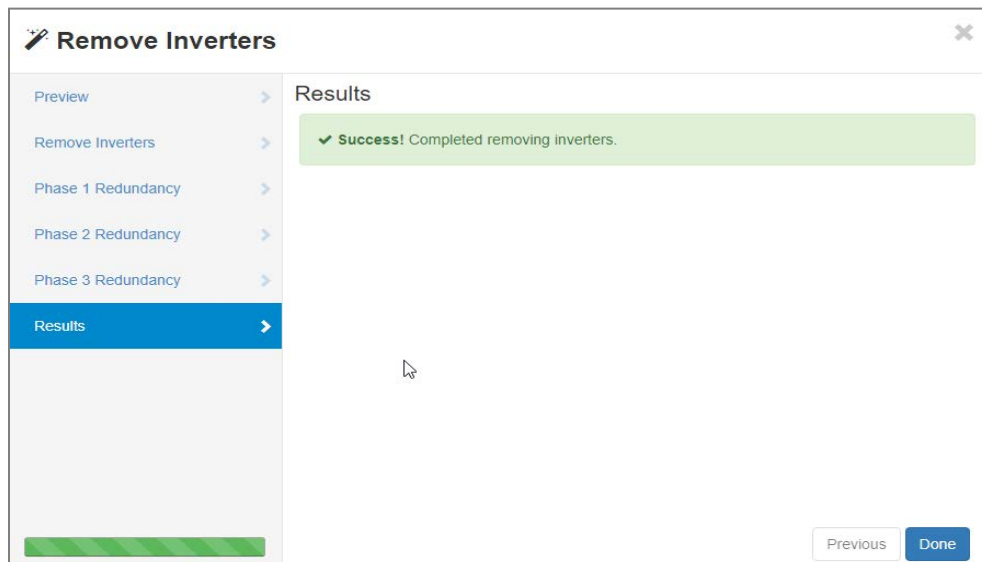 Remove Inverters
Preview
Remove Inverters
Phase 1 Redundancy
Phase 2 Redundancy
Phase 3 Redundancy
Results
Results
Success! Completed removing inverters.
Previous
Done